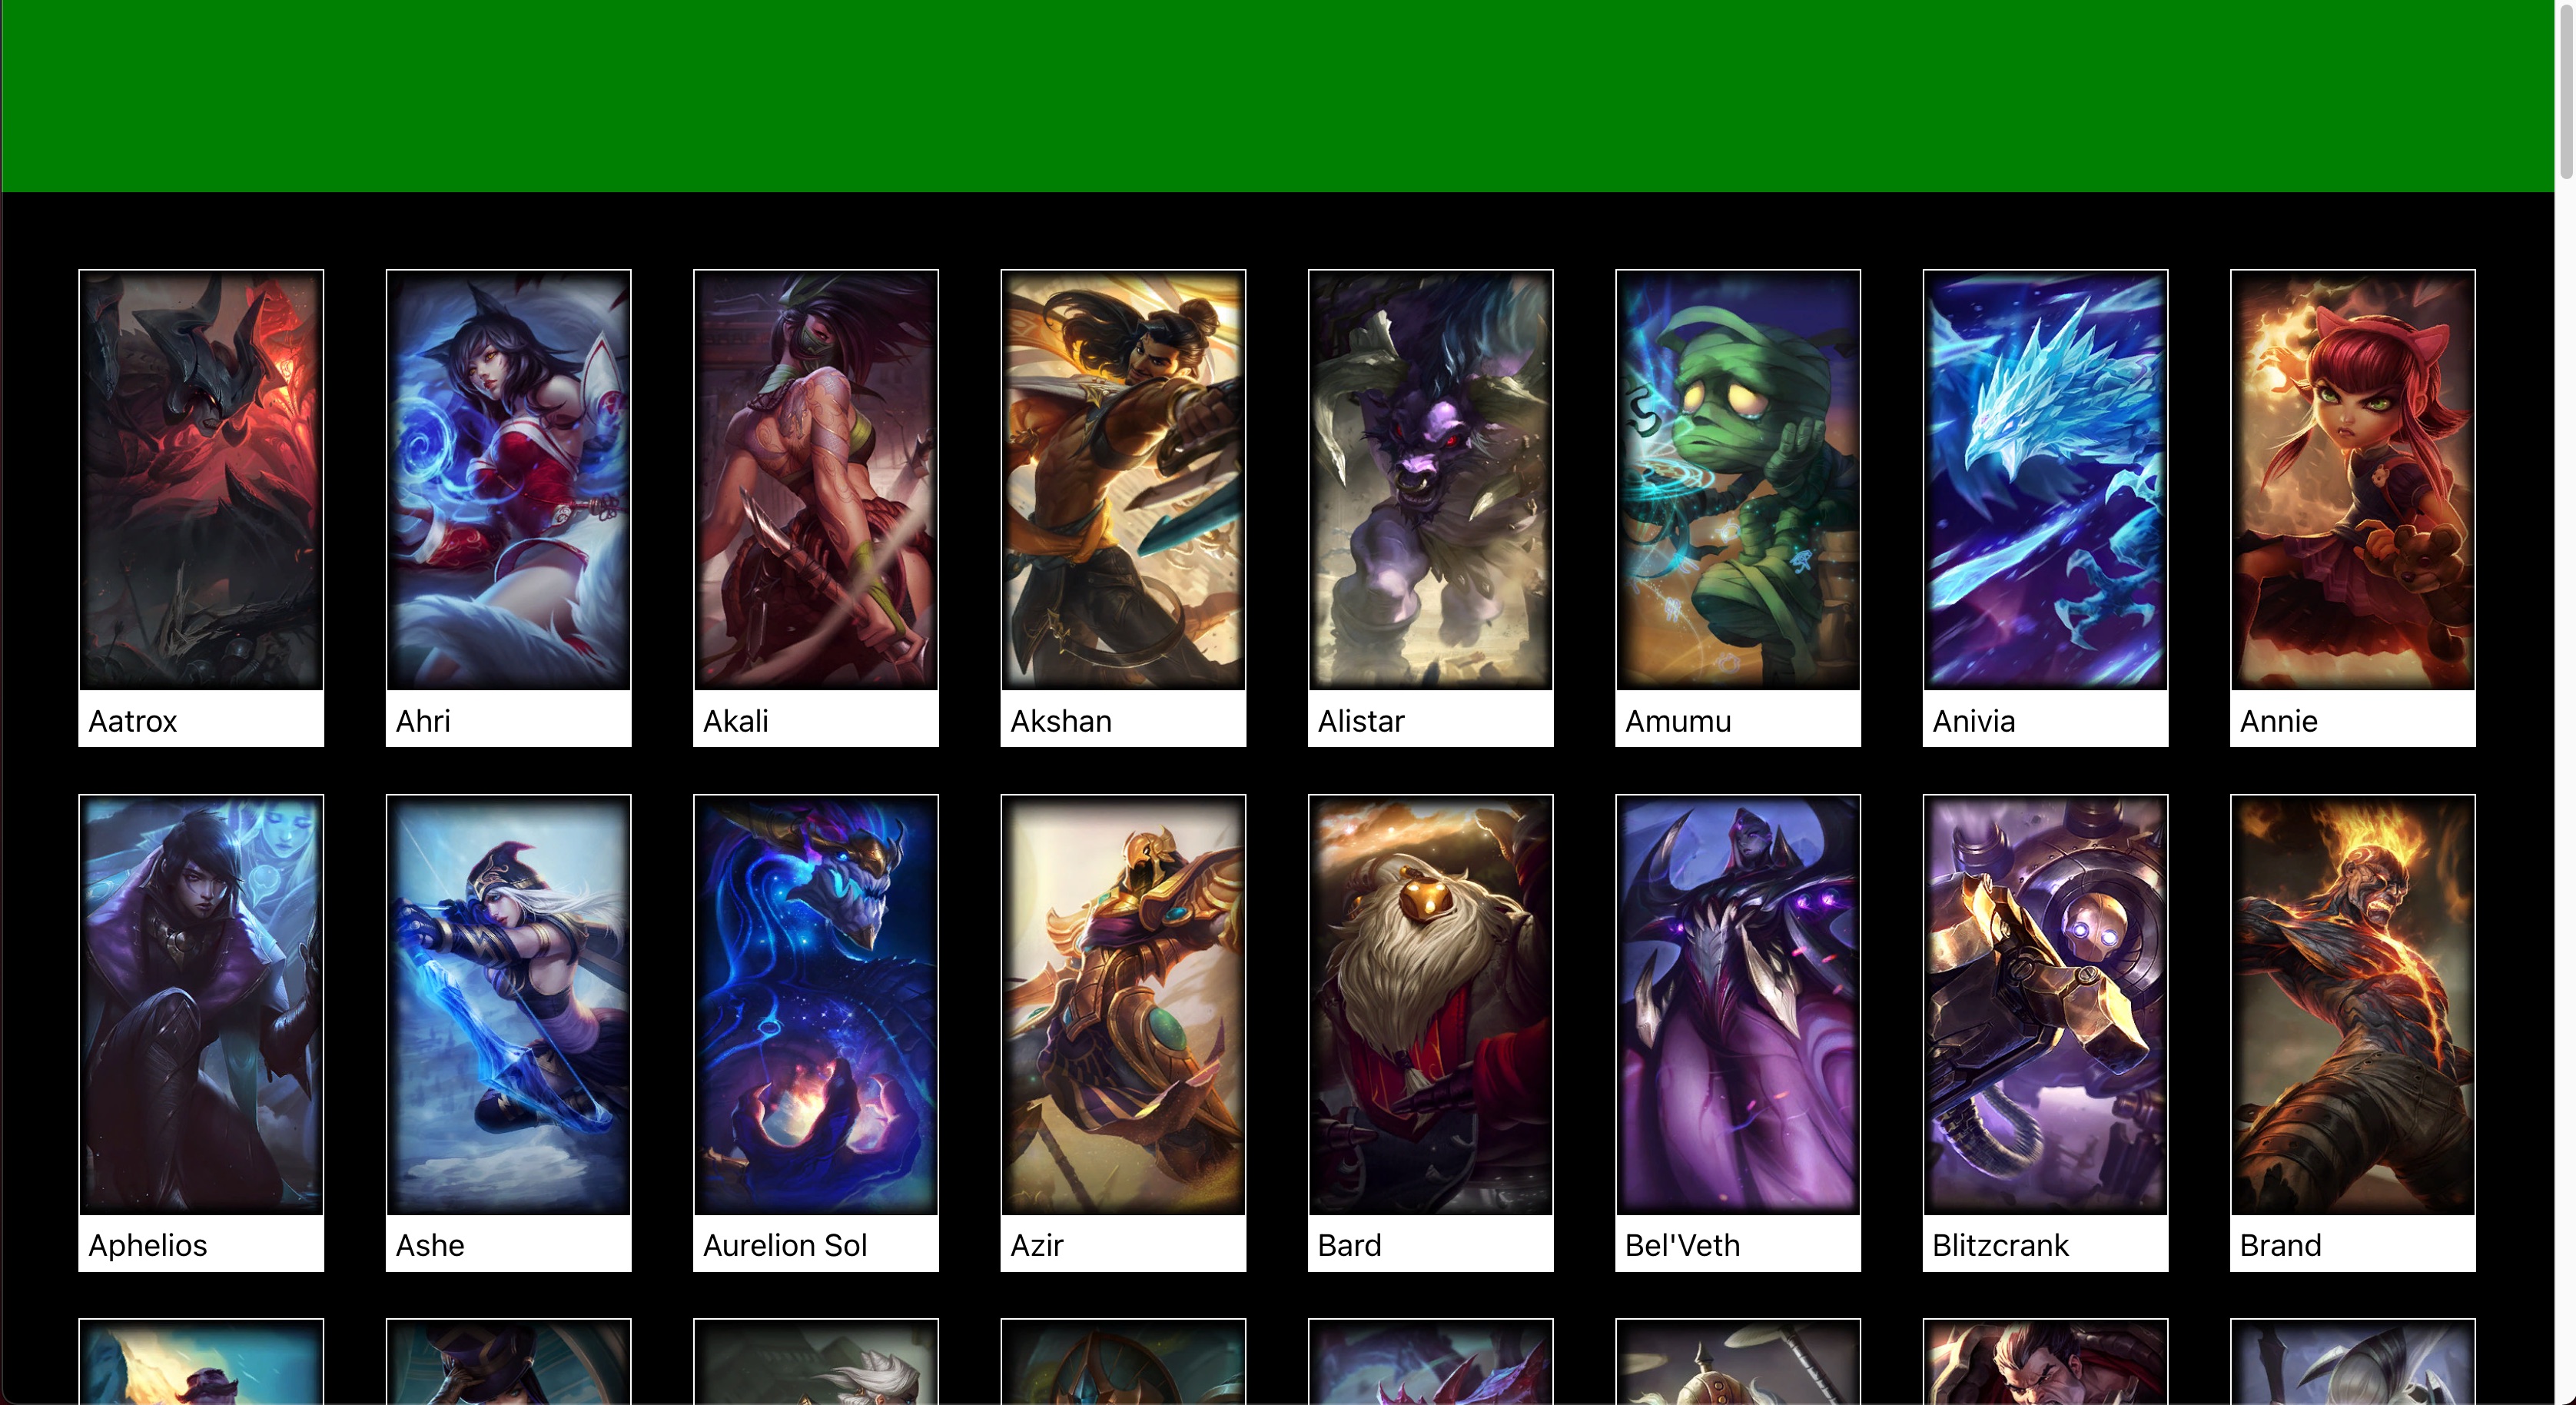 Aatrox
Ahri
Akali
Akshan
Alistar
Amumu
Anivia
Annie
Aphelios
Ashe
Aurelion Sol
Azir
Bard
Bel'Veth
Blitzcrank
Brand